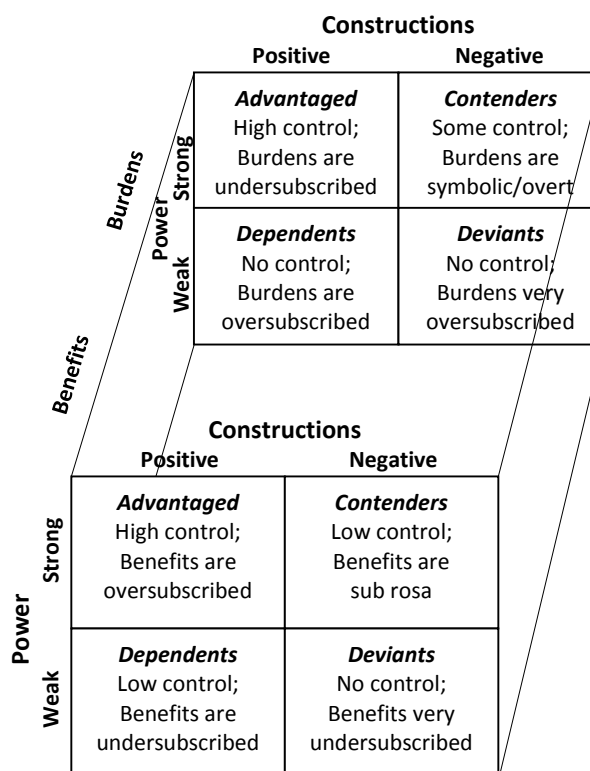 Constructions
Positive Negative
Burdens
Power
Strong
Advantaged
High control;
Burdens are
undersubscribed
Contenders
Some control;
Burdens are
symbolic/overt
Weak
Dependents
No control;
Burdens are
oversubscribed
Deviants
No control;
Burdens very
oversubscribed
Benefits
Constructions
Positive Negative
Power
Strong
Advantaged
High control;
Benefits are
oversubscribed
Contenders
Low control;
Benefits are
sub rosa
Weak
Dependents
Low control;
Benefits are
undersubscribed
Deviants
No control;
Benefits very
undersubscribed